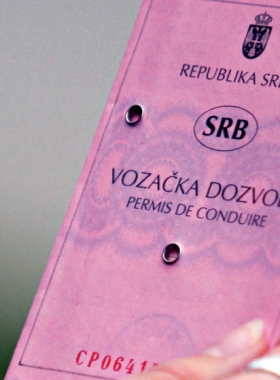 REPUBLIKA SR
SRB
VOZAČKA DOZVO
PERMIS DE CONDUIRE
CP0641